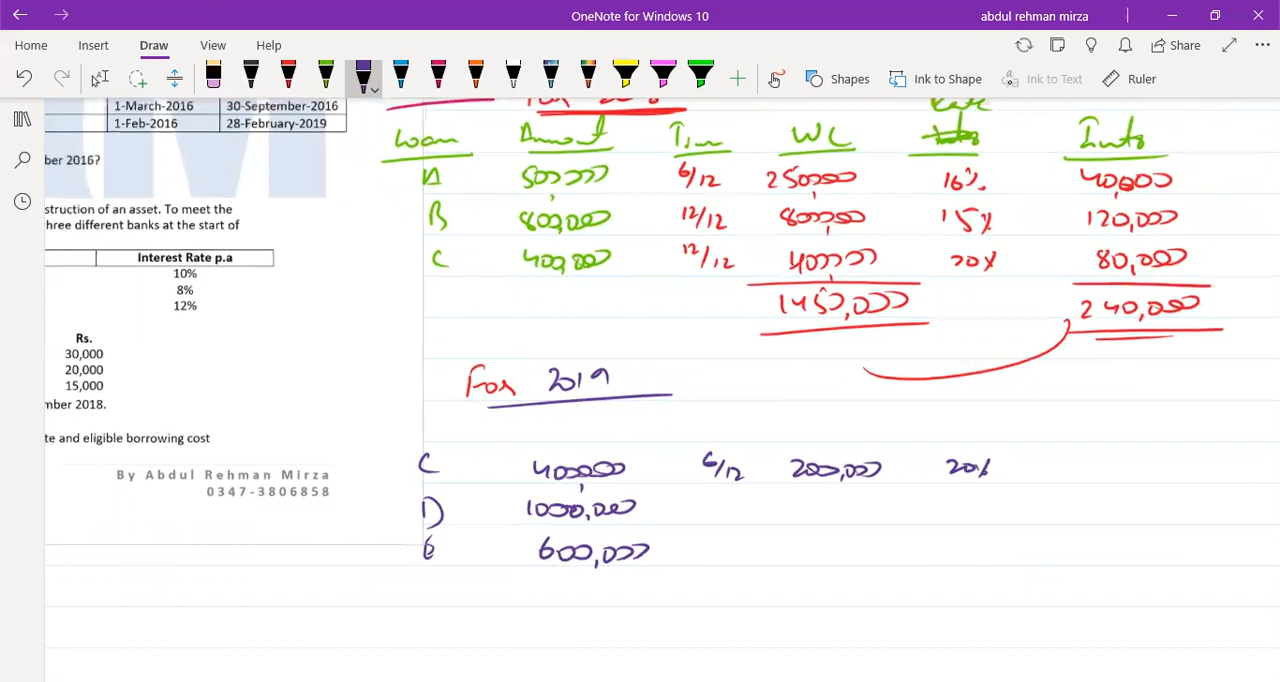 OneNote for Windows 10
abdul rehman mirza
Home Insert Draw View Help
Share
Shapes Ink to Shape Ink to Text Ruler
1-March-2016 30-September-2016
1-Feb-2016 28-February-2019
ber 2016?
struction of an asset. To meet the
hree different banks at the start of
Interest Rate p.a
10%
8%
12%
Rs.
30,000
20,000
15,000
mber 2018.
te and eligible borrowing cost
By Abdul Rehman Mirza
0347-3806858
Rate
Loan Amount Time WC Ints
A 500,000 6/12 250,000 16% 40,000
B 800,000 12/12 800,000 15% 120,000
C 400,000 12/12 400,000 20% 80,000
1450,000 240,000
For 2019
C 400,000 6/12 200,000 20%
D 1000,000
600,000